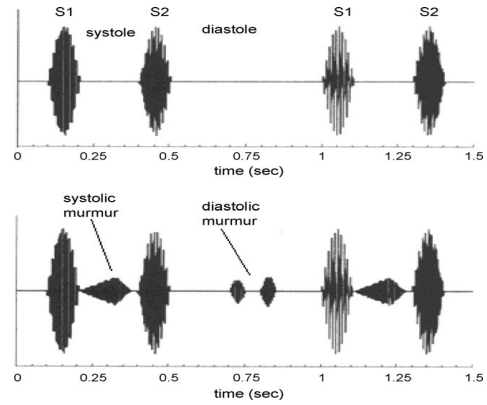 S1 S2 S1 S2
systole diastole
0 0.25 0.5 0.75 1 1.25 1.5
time (sec)
systolic
murmur
diastolic
murmur
0 0.25 0.5 0.75 1 1.25 1.5
time (sec)